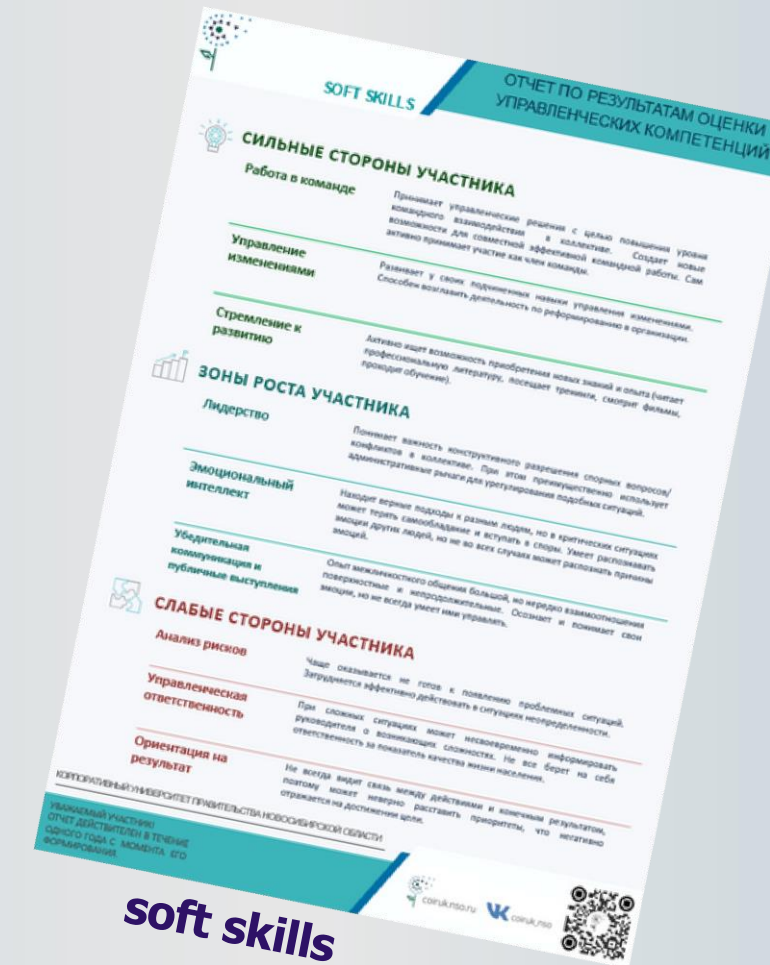 SOFT SKILLS
ОТЧЕТ ПО РЕЗУЛЬТАТАМ ОЦЕНКИ
УПРАВЛЕНЧЕСКИХ КОМПЕТЕНЦИЙ
СИЛЬНЫЕ СТОРОНЫ УЧАСТНИКА
Работа в команде
Принимает управленческие решения с целью повышения уровня
командного взаимодействия в коллективе. Создает новые
возможности для совместной эффективной командной работы. Сам
активно принимает участие как член команды.
Управление
изменениями
Развивает у своих подчиненных навыки управления изменениями.
Способен возглавить деятельность по реформированию в организации.
Стремление к
развитию
Активно ищет возможность приобретения новых знаний и опыта (читает
профессиональную литературу, посещает тренинги, смотрит фильмы,
проходит обучение).
ЗОНЫ РОСТА УЧАСТНИКА
Лидерство
Понимает важность конструктивного разрешения спорных вопросов/
конфликтов в коллективе. При этом преимущественно использует
административные рычаги для урегулирования подобных ситуаций.
Эмоциональный
интеллект
Находит верные подходы к разным людям, но в критических ситуациях
может терять самообладание и вступать в споры. Умеет распознавать
эмоции других людей, но не во всех случаях может распознать причины
эмоций.
Убедительная
коммуникация и
публичные выступления
Опыт межличностного общения большой, но нередко взаимоотношения
поверхностные и непродолжительные. Осознает и понимает свои
эмоции, но не всегда умеет ими управлять.
СЛАБЫЕ СТОРОНЫ УЧАСТНИКА
Анализ рисков
Чаще оказывается не готов к появлению проблемных ситуаций.
Затрудняется эффективно действовать в ситуациях неопределенности.
Управленческая
ответственность
При сложных ситуациях может несвоевременно информировать
руководителя о возникающих сложностях. Не все берет на себя
ответственность за показатель качества жизни населения.
Ориентация на
результат
Не всегда видит связь между действиями и конечным результатом,
поэтому может неверно расставить приоритеты, что негативно
отражается на достижении цели.
КОРПОРАТИВНЫЙ УНИВЕРСИТЕТ ПРАВИТЕЛЬСТВА НОВОСИБИРСКОЙ ОБЛАСТИ
УВАЖАЕМЫЙ УЧАСТНИК!
ОТЧЕТ ДЕЙСТВИТЕЛЕН В ТЕЧЕНИЕ
ОДНОГО ГОДА С МОМЕНТА ЕГО
ФОРМИРОВАНИЯ.
coiruk.nso.ru
coiruk_nso
soft skills